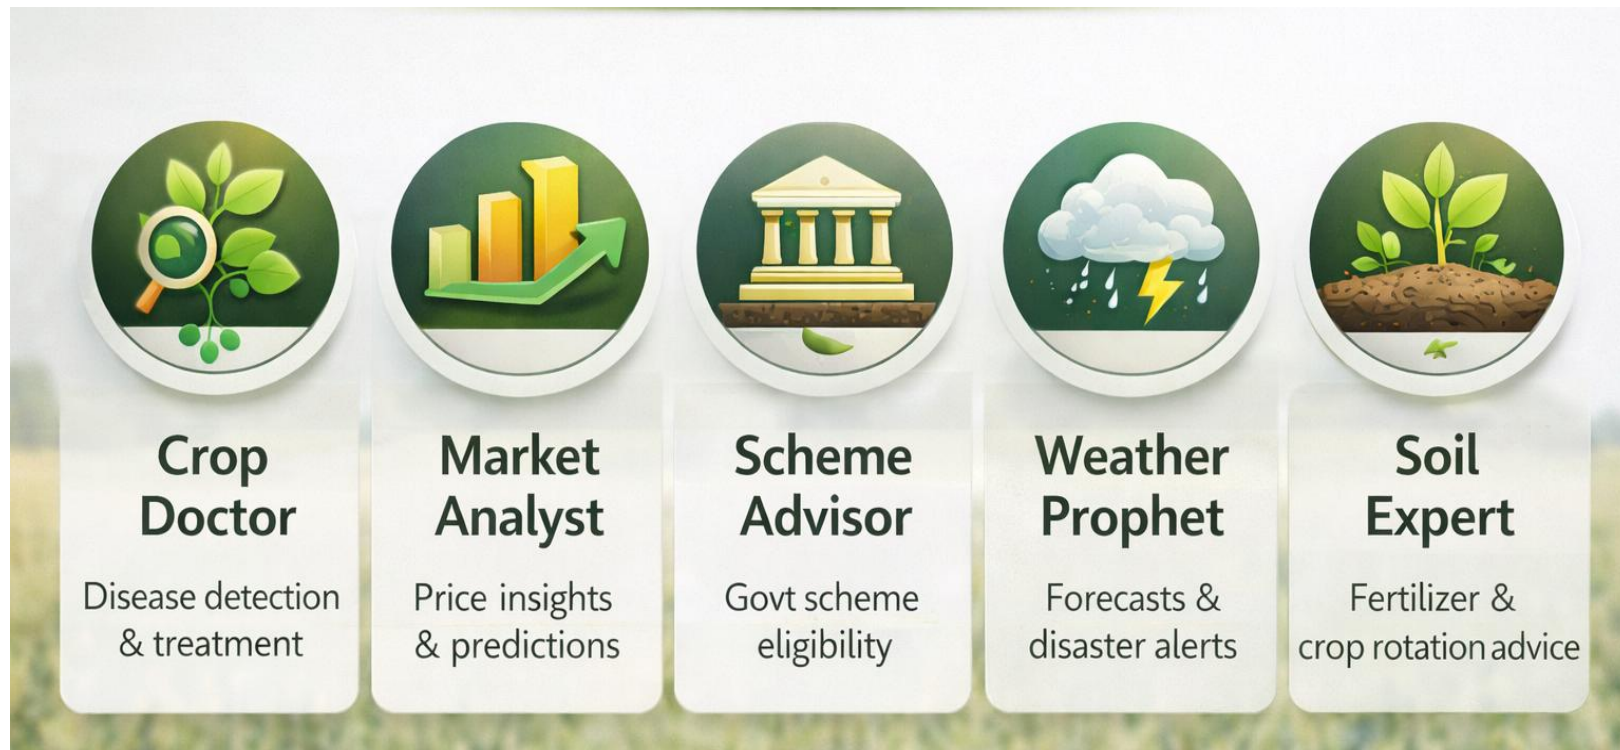 Crop
Doctor
Disease detection
& treatment
Market
Analyst
Price insights
& predictions
Scheme
Advisor
Govt scheme
eligibility
Weather
Prophet
Forecasts &
disaster alerts
Soil
Expert
Fertilizer &
crop rotation advice